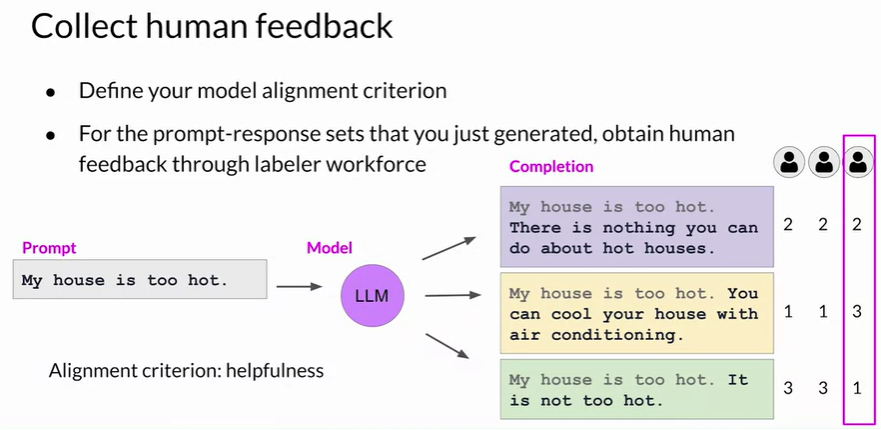 Collect human feedback
● Define your model alignment criterion
● For the prompt-response sets that you just generated, obtain human
feedback through labeler workforce
Completion
My house is too hot.
There is nothing you can
do about hot houses.
2 2 2
Prompt
Model
My house is too hot.
LLM
My house is too hot. You
can cool your house with
air conditioning.
1 1 3
Alignment criterion: helpfulness
My house is too hot. It
is not too hot.
3 3 1